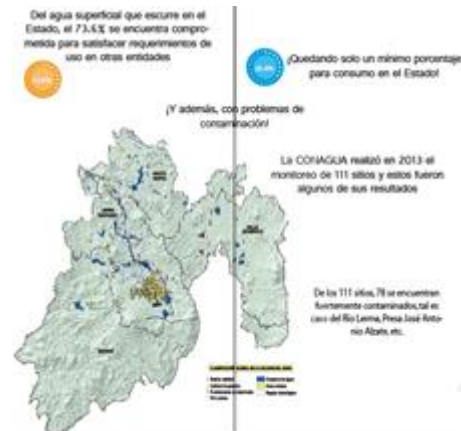 Del agua superficial que escurre en el
Estado, el 73.6% se encuentra compro-
metida para satisfacer requerimientos de
uso en otras entidades
¡Quedando solo un mínimo porcentaje
para consumo en el Estado!
¡Y además, con problemas de
contaminación!
La CONAGUA realizó en 2013 el
monitoreo de 111 sitios y estos fueron
algunos de sus resultados
De los 111 sitios, 78 se encuentran
fuertemente contaminados, tal es
caso del Río Lerma, Presa José Anto-
nio Alzate, etc.